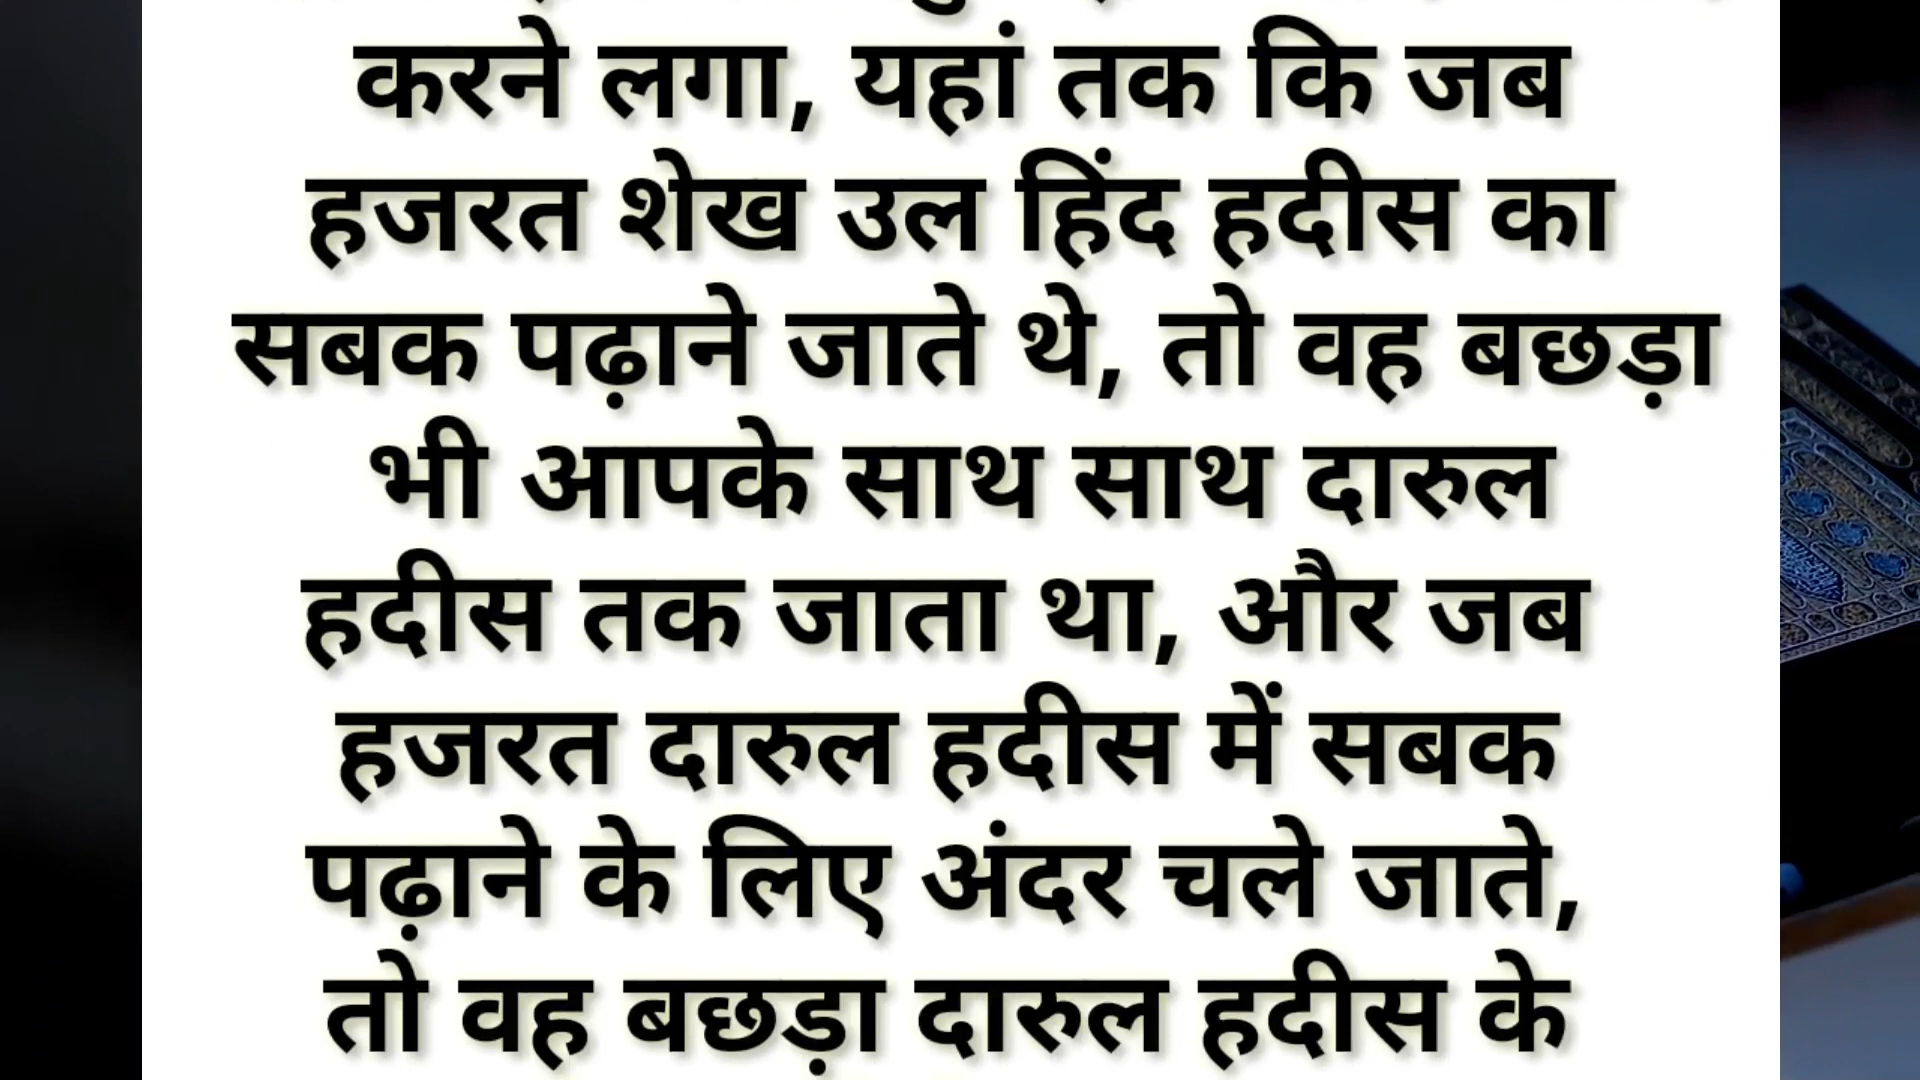 करने लगा, यहां तक कि जब
हजरत शेख उल हिंद हदीस का
सबक पढ़ाने जाते थे, तो वह बछड़ा
भी आपके साथ साथ दारुल
हदीस तक जाता था, और जब
हजरत दारुल हदीस में सबक
पढ़ाने के लिए अंदर चले जाते,
तो वह बछड़ा दारुल हदीस के